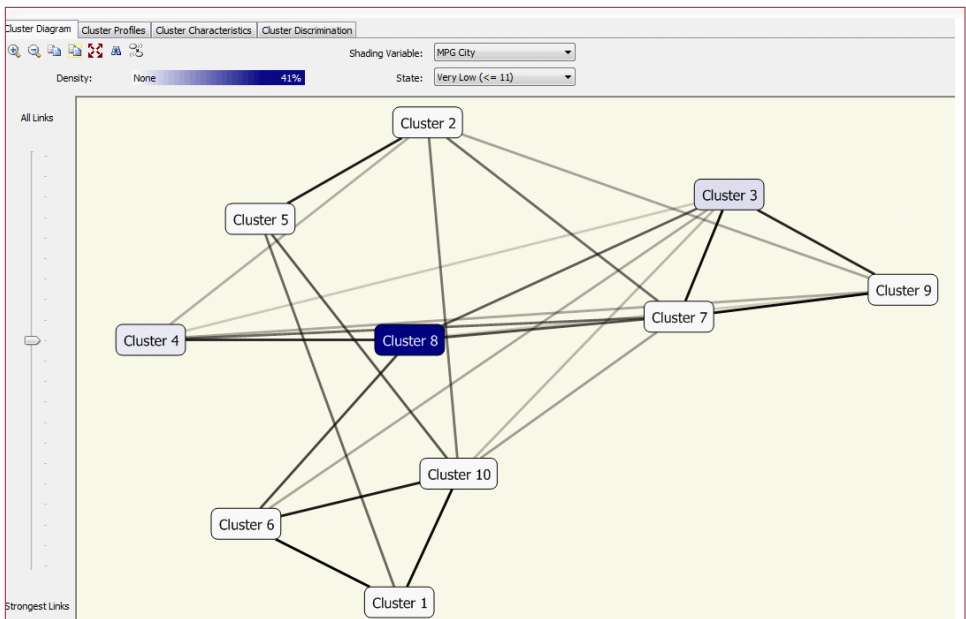 Cluster Diagram Cluster Profiles Cluster Characteristics Cluster Discrimination
Shading Variable: MPG City
Density: None 41% State: Very Low (<= 11)
All Links
Cluster 2
Cluster 3
Cluster 5
Cluster 9
Cluster 7
Cluster 4
Cluster 8
Cluster 10
Cluster 6
Cluster 1
Strongest Links